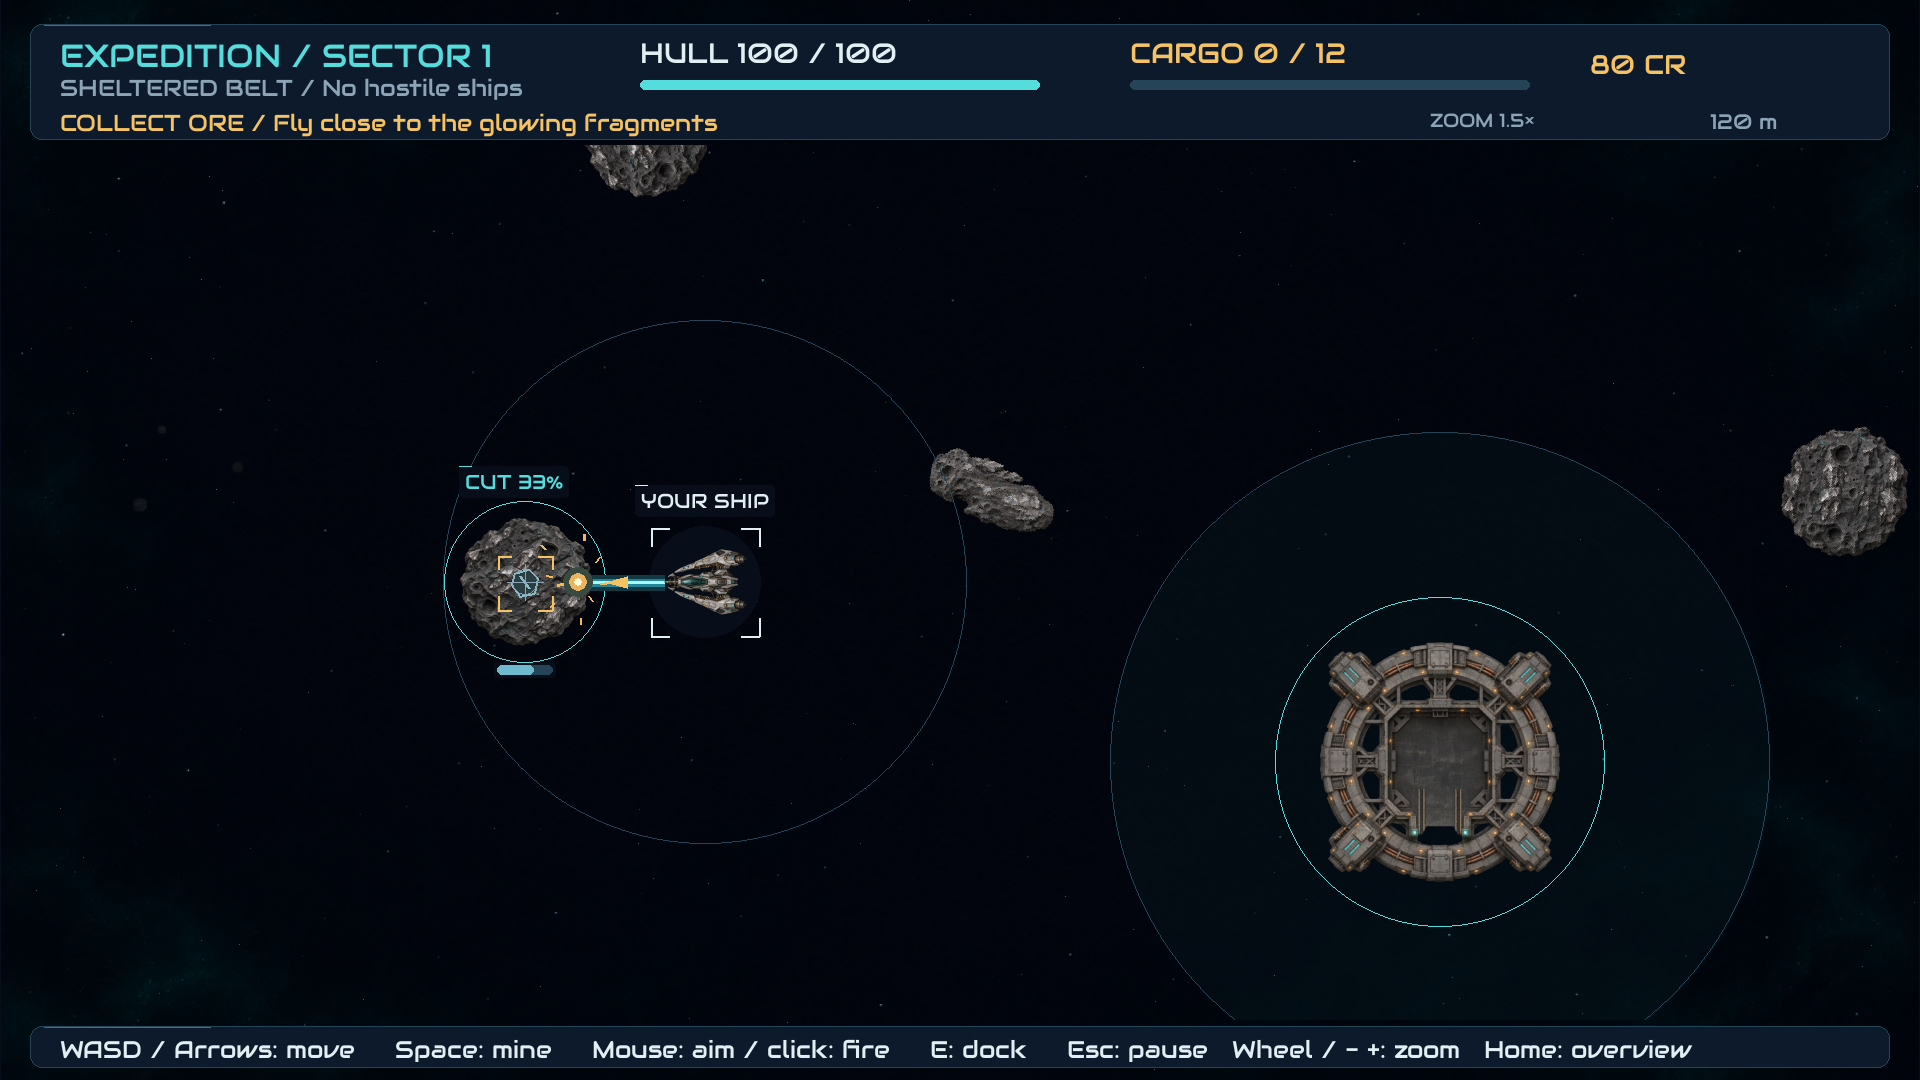 EXPEDITION / SECTOR 1
SHELTERED BELT / No hostile ships
COLLECT ORE / Fly close to the glowing fragments
HULL 100 / 100
CARGO 0 / 12
80 CR
ZOOM 1.5×
120 m
CUT 33%
YOUR SHIP
WASD / Arrows: move Space: mine Mouse: aim / click: fire E: dock Esc: pause Wheel / - +: zoom Home: overview